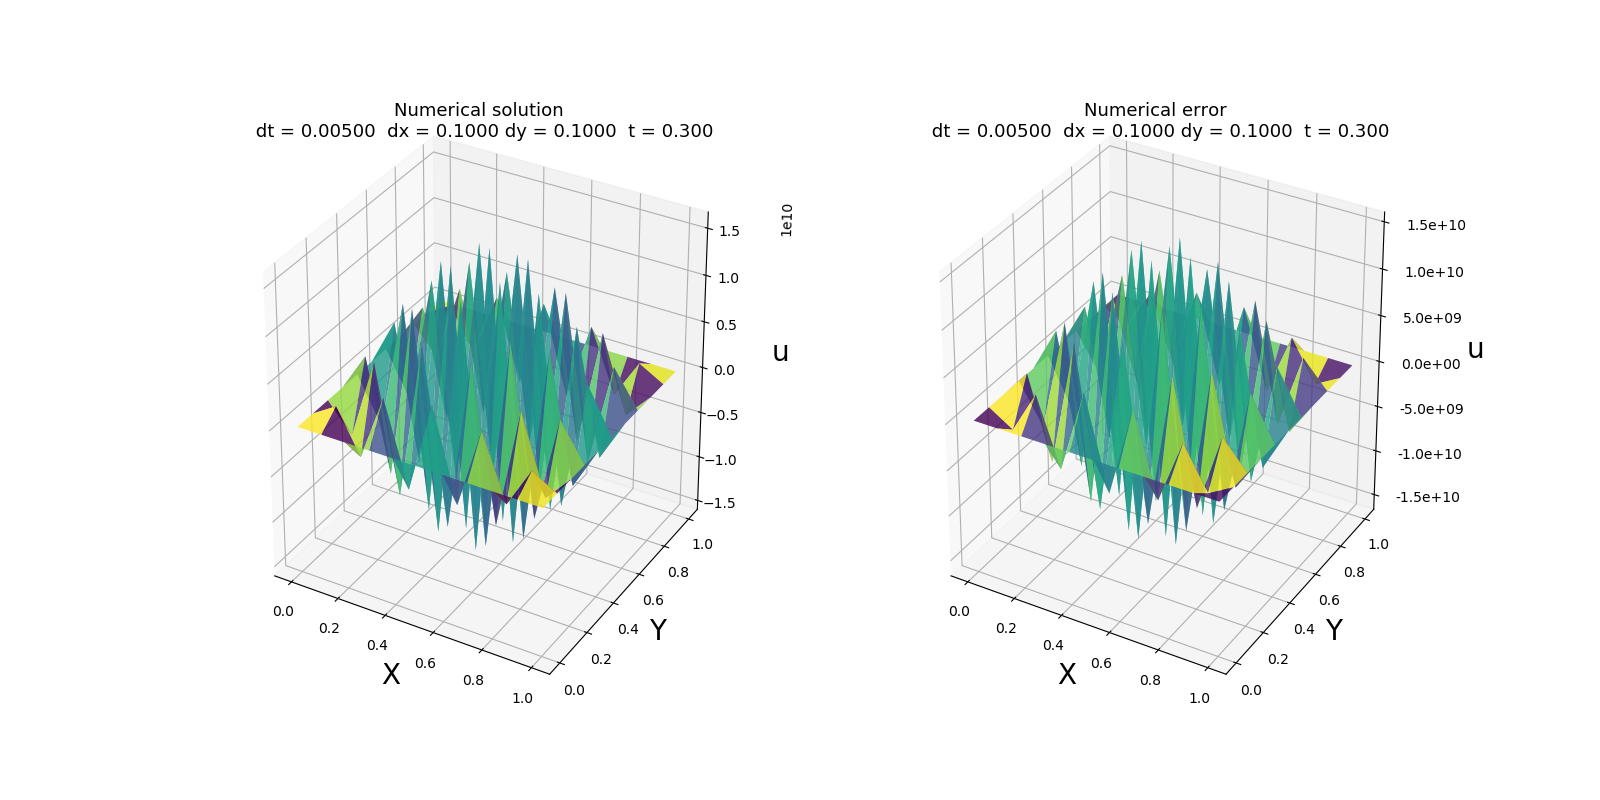 Numerical solution
dt = 0.00500  dx = 0.1000 dy = 0.1000  t = 0.300
1e10
1.5
1.0
0.5
0.0
−0.5
−1.0
−1.5
u
0.0
0.2
0.4
0.6
0.8
1.0
X
0.0
0.2
0.4
0.6
0.8
1.0
Y
Numerical error
dt = 0.00500  dx = 0.1000 dy = 0.1000  t = 0.300
1.5e+10
1.0e+10
5.0e+09
0.0e+00
-5.0e+09
-1.0e+10
-1.5e+10
u
0.0
0.2
0.4
0.6
0.8
1.0
X
0.0
0.2
0.4
0.6
0.8
1.0
Y